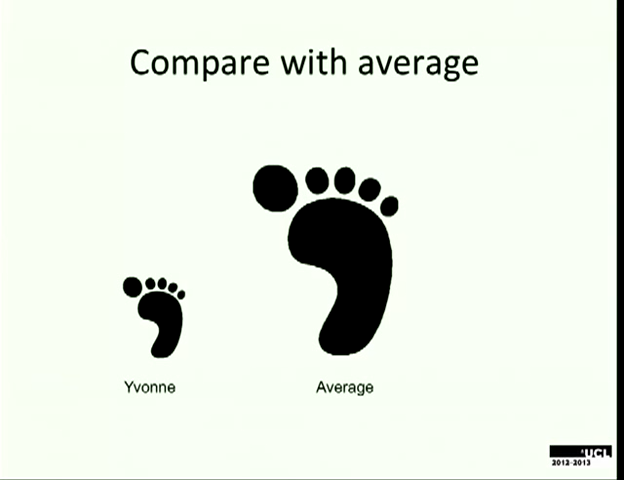 Compare with average
Yvonne
Average
UCL
2012-2013